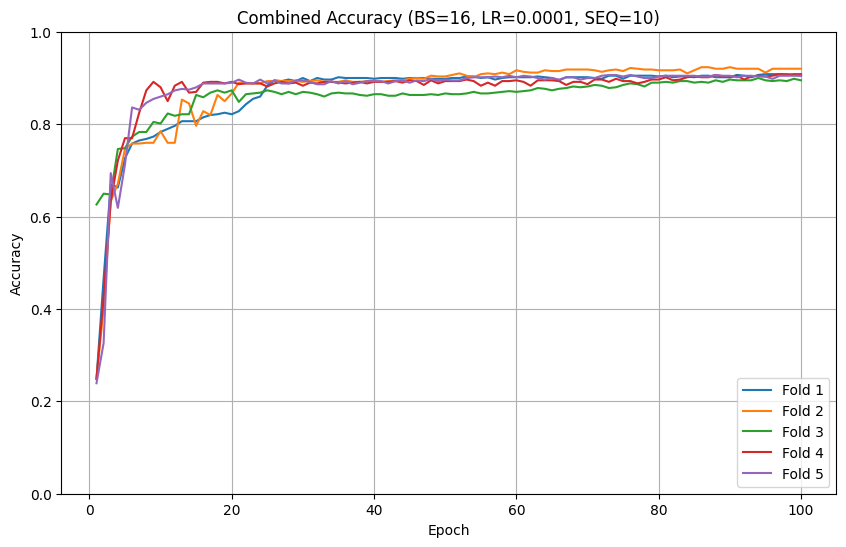 Combined Accuracy (BS=16, LR=0.0001, SEQ=10)
1.0
0.8
0.6
0.4
0.2
0.0
Accuracy
0 20 40 60 80 100
Epoch
Fold 1
Fold 2
Fold 3
Fold 4
Fold 5